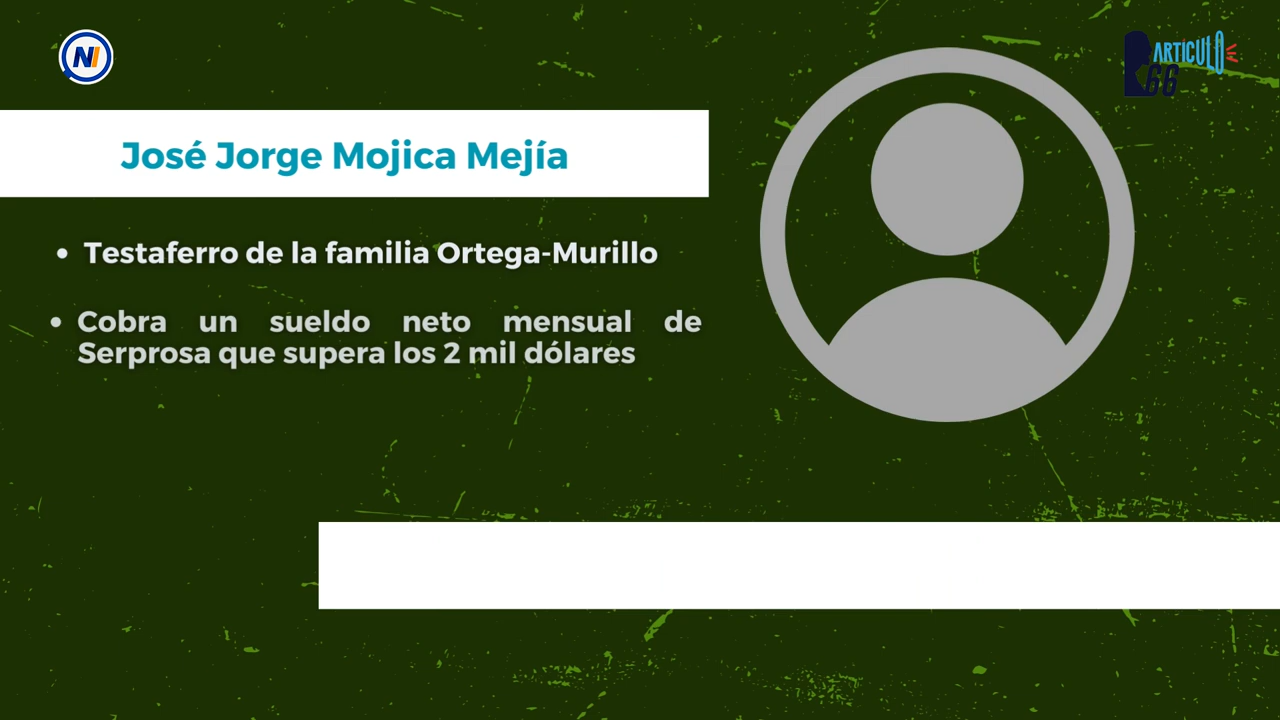 NI
ARTICULO
66
José Jorge Mojica Mejía
• Testaferro de la familia Ortega-Murillo
• Cobra un sueldo neto mensual de
Serprosa que supera los 2 mil dólares